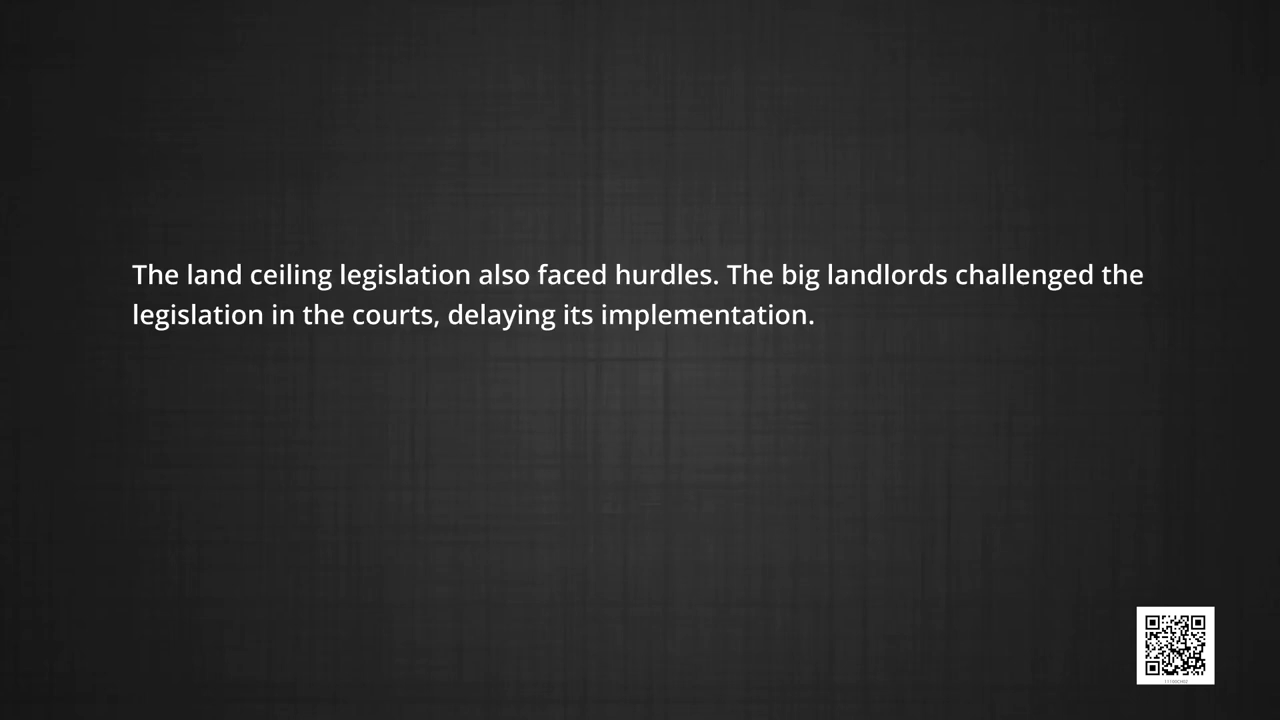 The land ceiling legislation also faced hurdles. The big landlords challenged the
legislation in the courts, delaying its implementation.